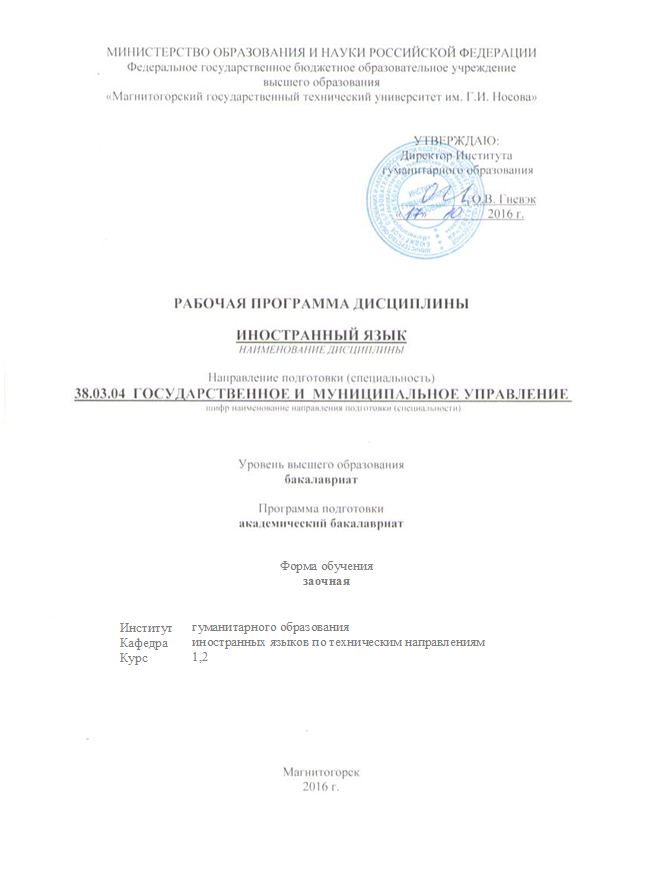 МИНИСТЕРСТВО ОБРАЗОВАНИЯ И НАУКИ РОССИЙСКОЙ ФЕДЕРАЦИИ
Федеральное государственное бюджетное образовательное учреждение
высшего образования
«Магнитогорский государственный технический университет им. Г.И. Носова»
УТВЕРЖДАЮ:
Директор Института
гуманитарного образования
О.В. Гневэк
«17» 10 2016 г.
РАБОЧАЯ ПРОГРАММА ДИСЦИПЛИНЫ
ИНОСТРАННЫЙ ЯЗЫК
НАИМЕНОВАНИЕ ДИСЦИПЛИНЫ
Направление подготовки (специальность)
38.03.04 ГОСУДАРСТВЕННОЕ И МУНИЦИПАЛЬНОЕ УПРАВЛЕНИЕ
шифр наименование направления подготовки (специальности)
Уровень высшего образования
бакалавриат
Программа подготовки
академический бакалавриат
Форма обучения
заочная
Институт гуманитарного образования
Кафедра иностранных языков по техническим направлениям
Курс 1,2
Магнитогорск
2016 г.